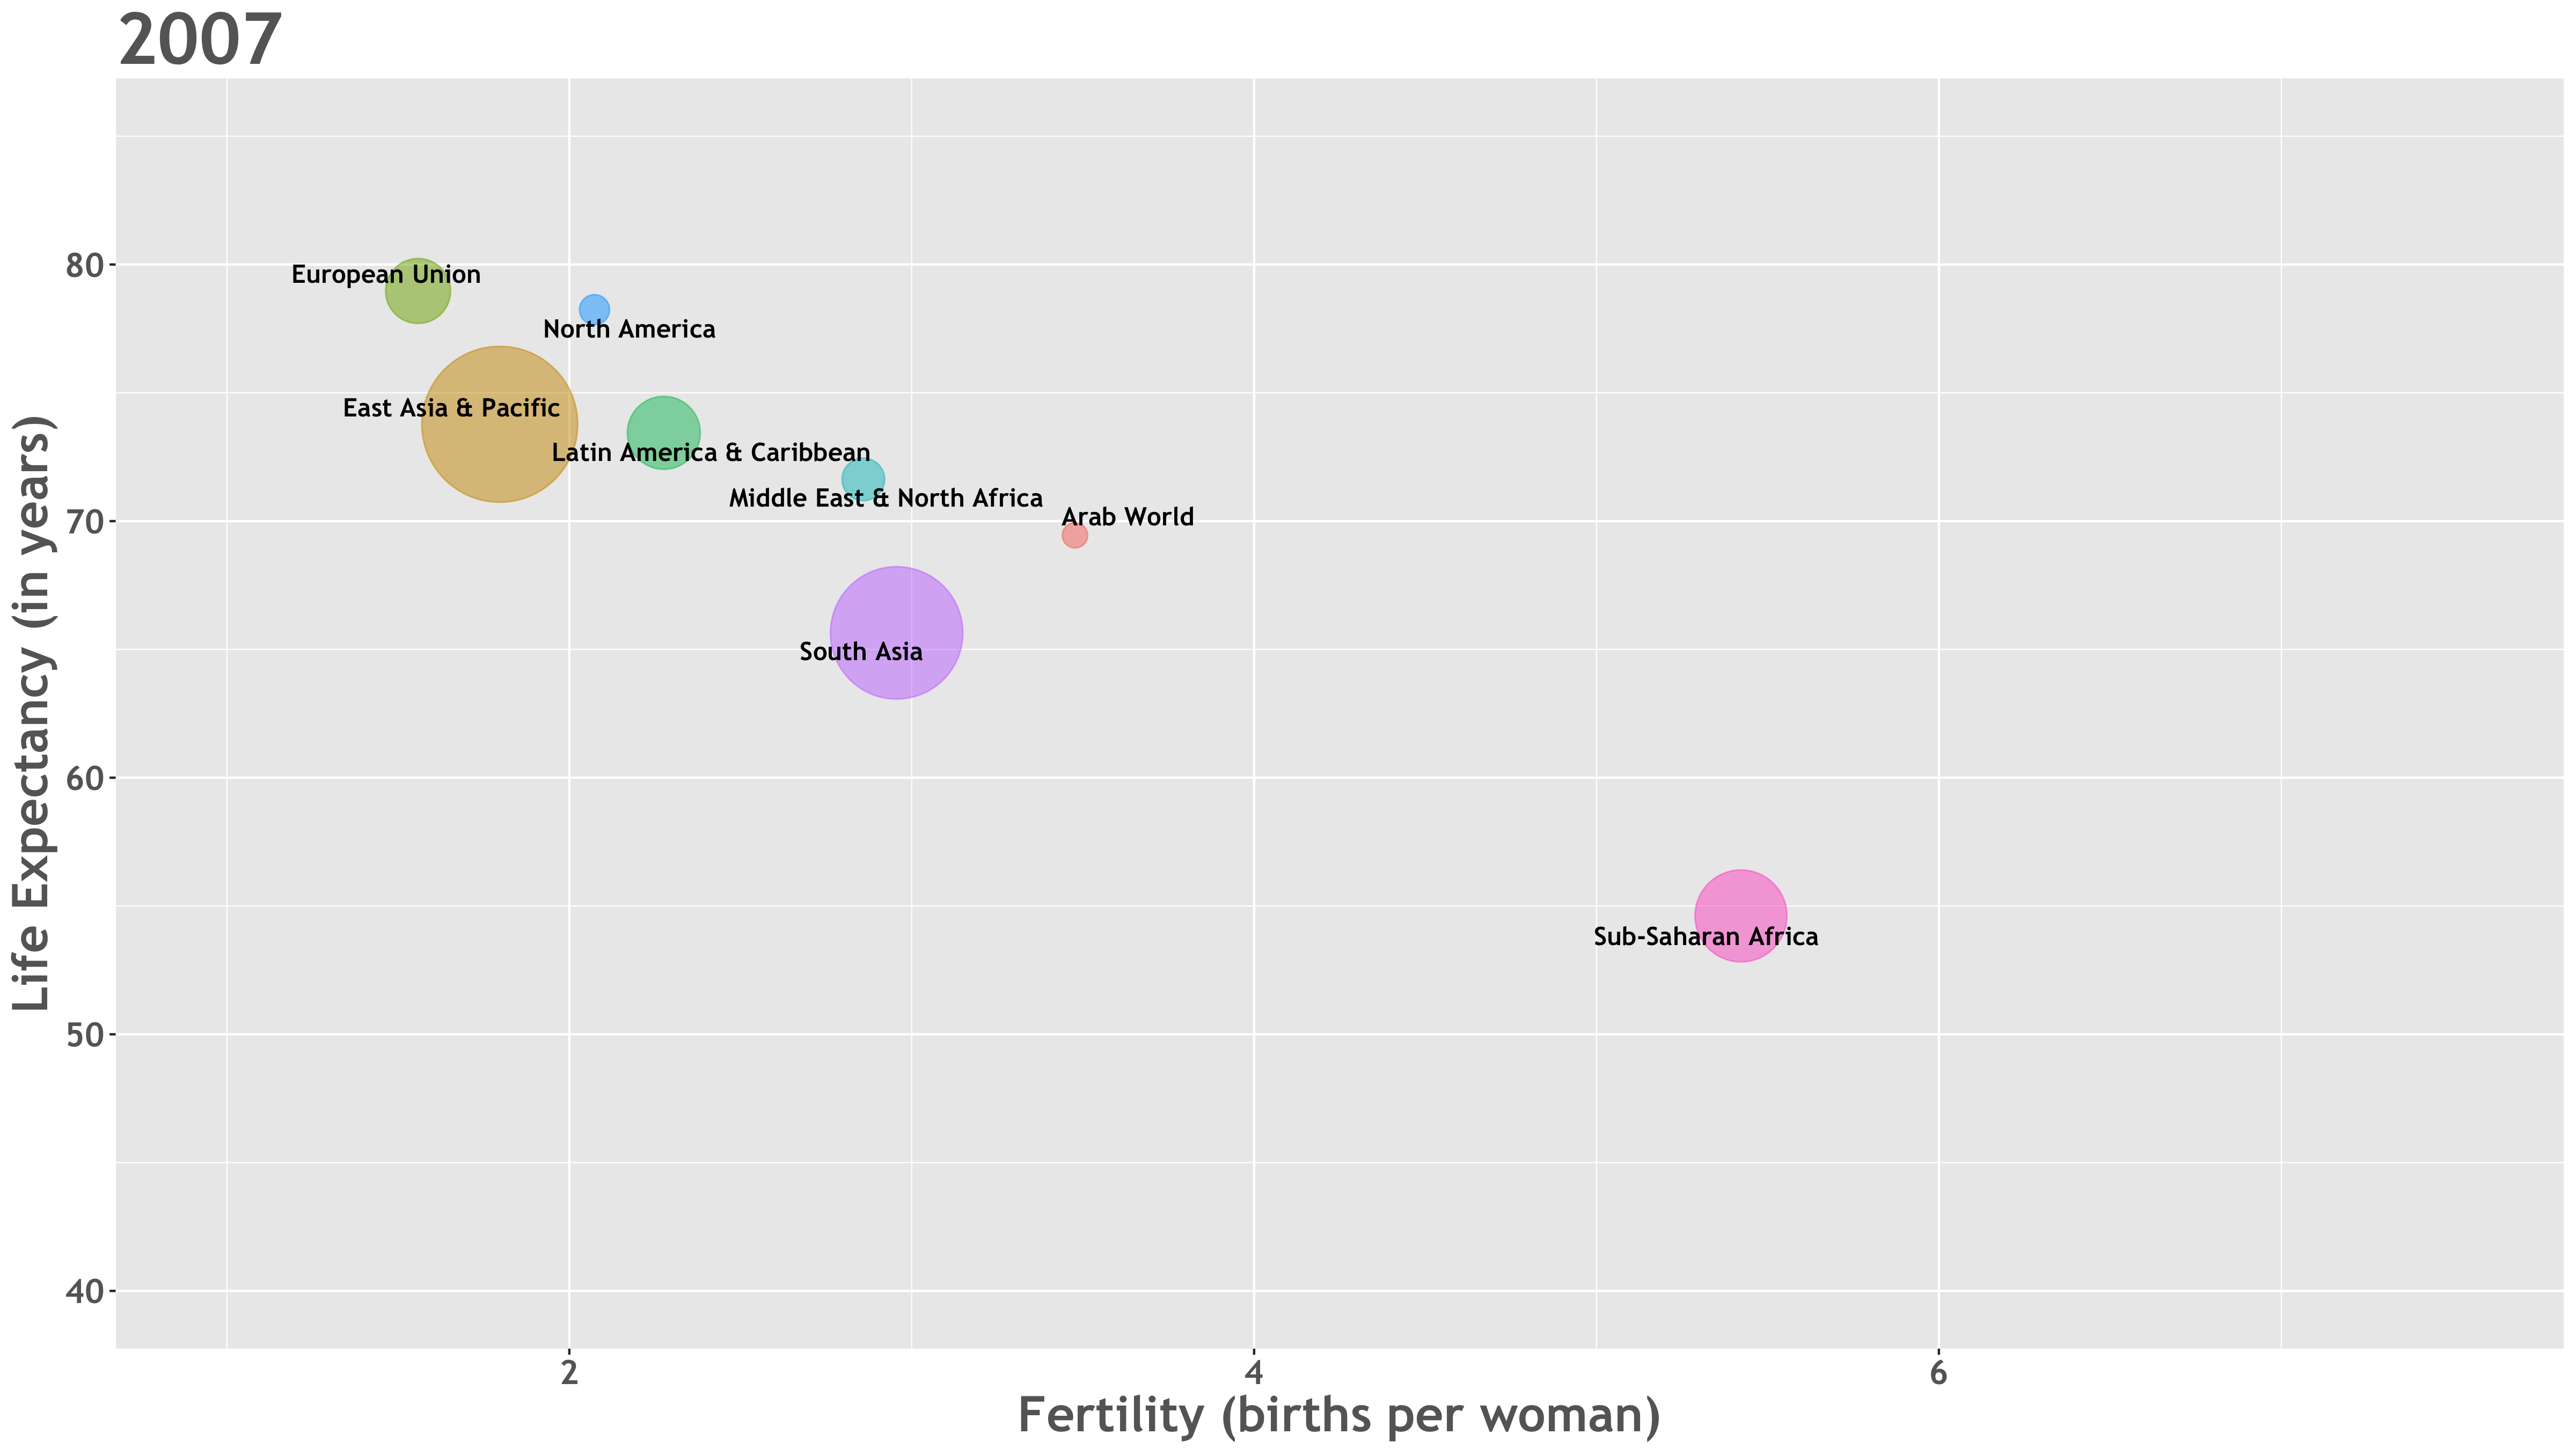 2007
80
70
60
50
40
Life Expectancy (in years)
European Union
North America
East Asia & Pacific
Latin America & Caribbean
Middle East & North Africa
Arab World
South Asia
Sub-Saharan Africa
2
4
6
Fertility (births per woman)